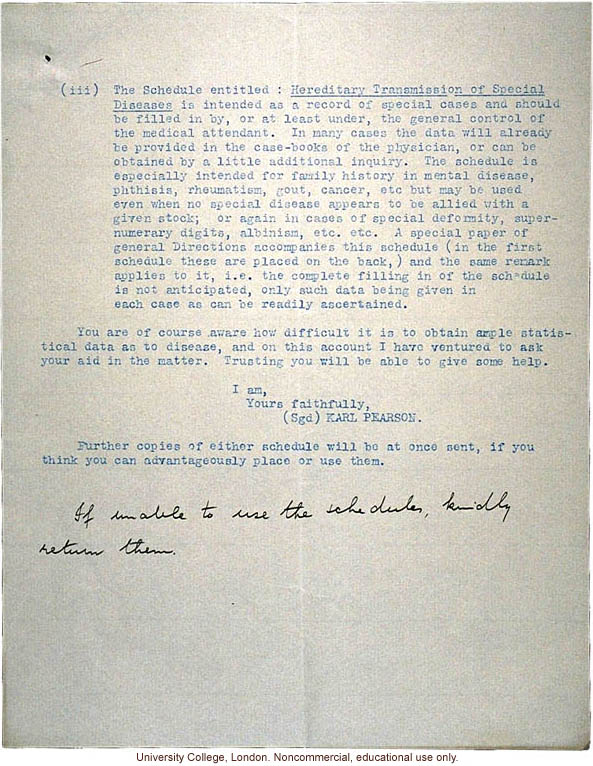 (iii) The Schedule entitled : Hereditary Transmission of Special
Diseases is intended as a record of special cases and should
be filled in by, or at least under, the general control of
the medical attendant. In many cases the data will already
be provided in the case-books of the physician, or can be
obtained by a little additional inquiry. The schedule is
especially intended for family history in mental disease,
phthisis, rheumatism, gout, cancer, etc but may be used
even when no special disease appears to be allied with a
given stock; or again in cases of special deformity, super-
numerary digits, albinism, etc. etc. A special paper of
general Directions accompanies this schedule (in the first
schedule these are placed on the back,) and the same remark
applies to it, i.e. the complete filling in of the schedule
is not anticipated, only such data being given in
each case as can be readily ascertained.
You are of course aware how difficult it is to obtain ample statis-
tical data as to disease, and on this account I have ventured to ask
your aid in the matter. Trusting you will be able to give some help.
I am,
Yours faithfully,
(Sgd) KARL PEARSON.
Further copies of either schedule will be at once sent, if you
think you can advantageously place or use them.
If unable to use the schedules, kindly
return them.
University College, London. Noncommercial, educational use only.